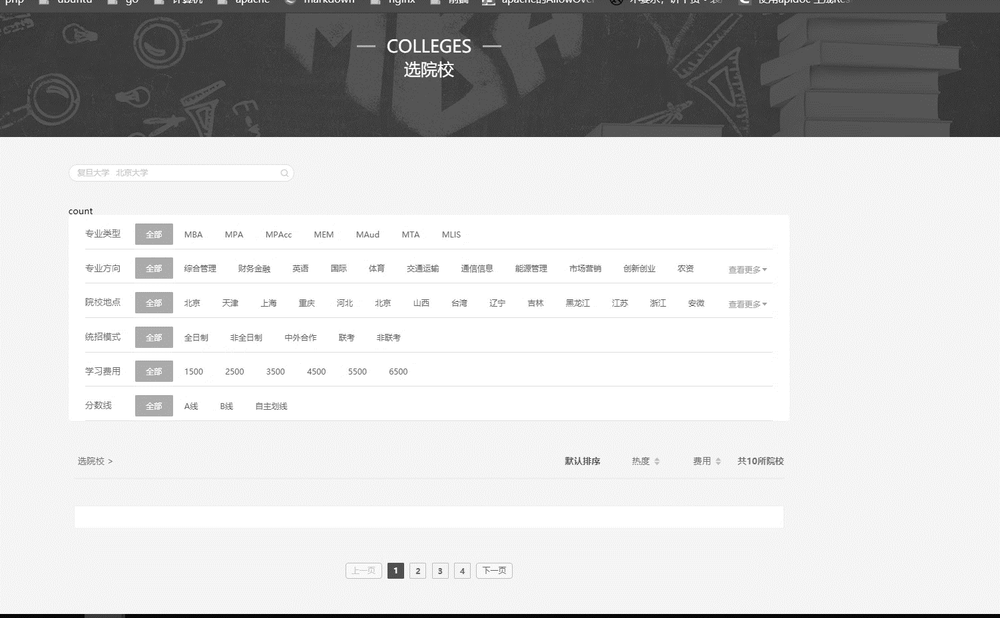 php ubuntu go 计算机 apache markdown nginx 前端 apache的AllowOver
COLLEGES
选院校
复旦大学 北京大学
count
专业类型 全部 MBA MPA MPAcc MEM MAud MTA MLIS
专业方向 全部 综合管理 财务金融 英语 国际 体育 交通运输 通信信息 能源管理 市场营销 创新创业 农资 查看更多
院校地点 全部 北京 天津 上海 重庆 河北 北京 山西 台湾 辽宁 吉林 黑龙江 江苏 浙江 安微 查看更多
统招模式 全部 全日制 非全日制 中外合作 联考 非联考
学习费用 全部 1500 2500 3500 4500 5500 6500
分数线 全部 A线 B线 自主划线
选院校 > 默认排序 热度 费用 共10所院校
上一页 1 2 3 4 下一页